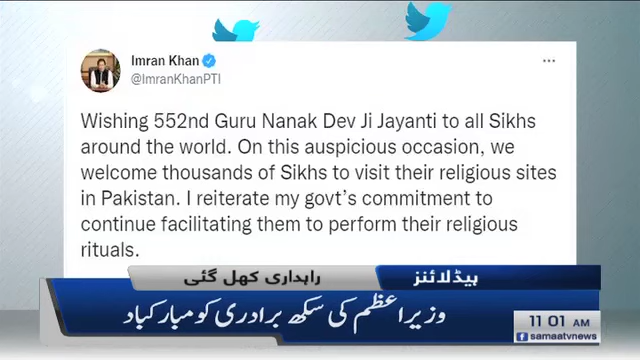 Imran Khan
@ImranKhanPTI
Wishing 552nd Guru Nanak Dev Ji Jayanti to all Sikhs
around the world. On this auspicious occasion, we
welcome thousands of Sikhs to visit their religious sites
in Pakistan. I reiterate my govt's commitment to
continue facilitating them to perform their religious
rituals.
ہیڈلائنز
راہداری کھل گئی
وزیراعظم کی سکھ برادری کو مبارکباد
11 01 AM
samaatvnews